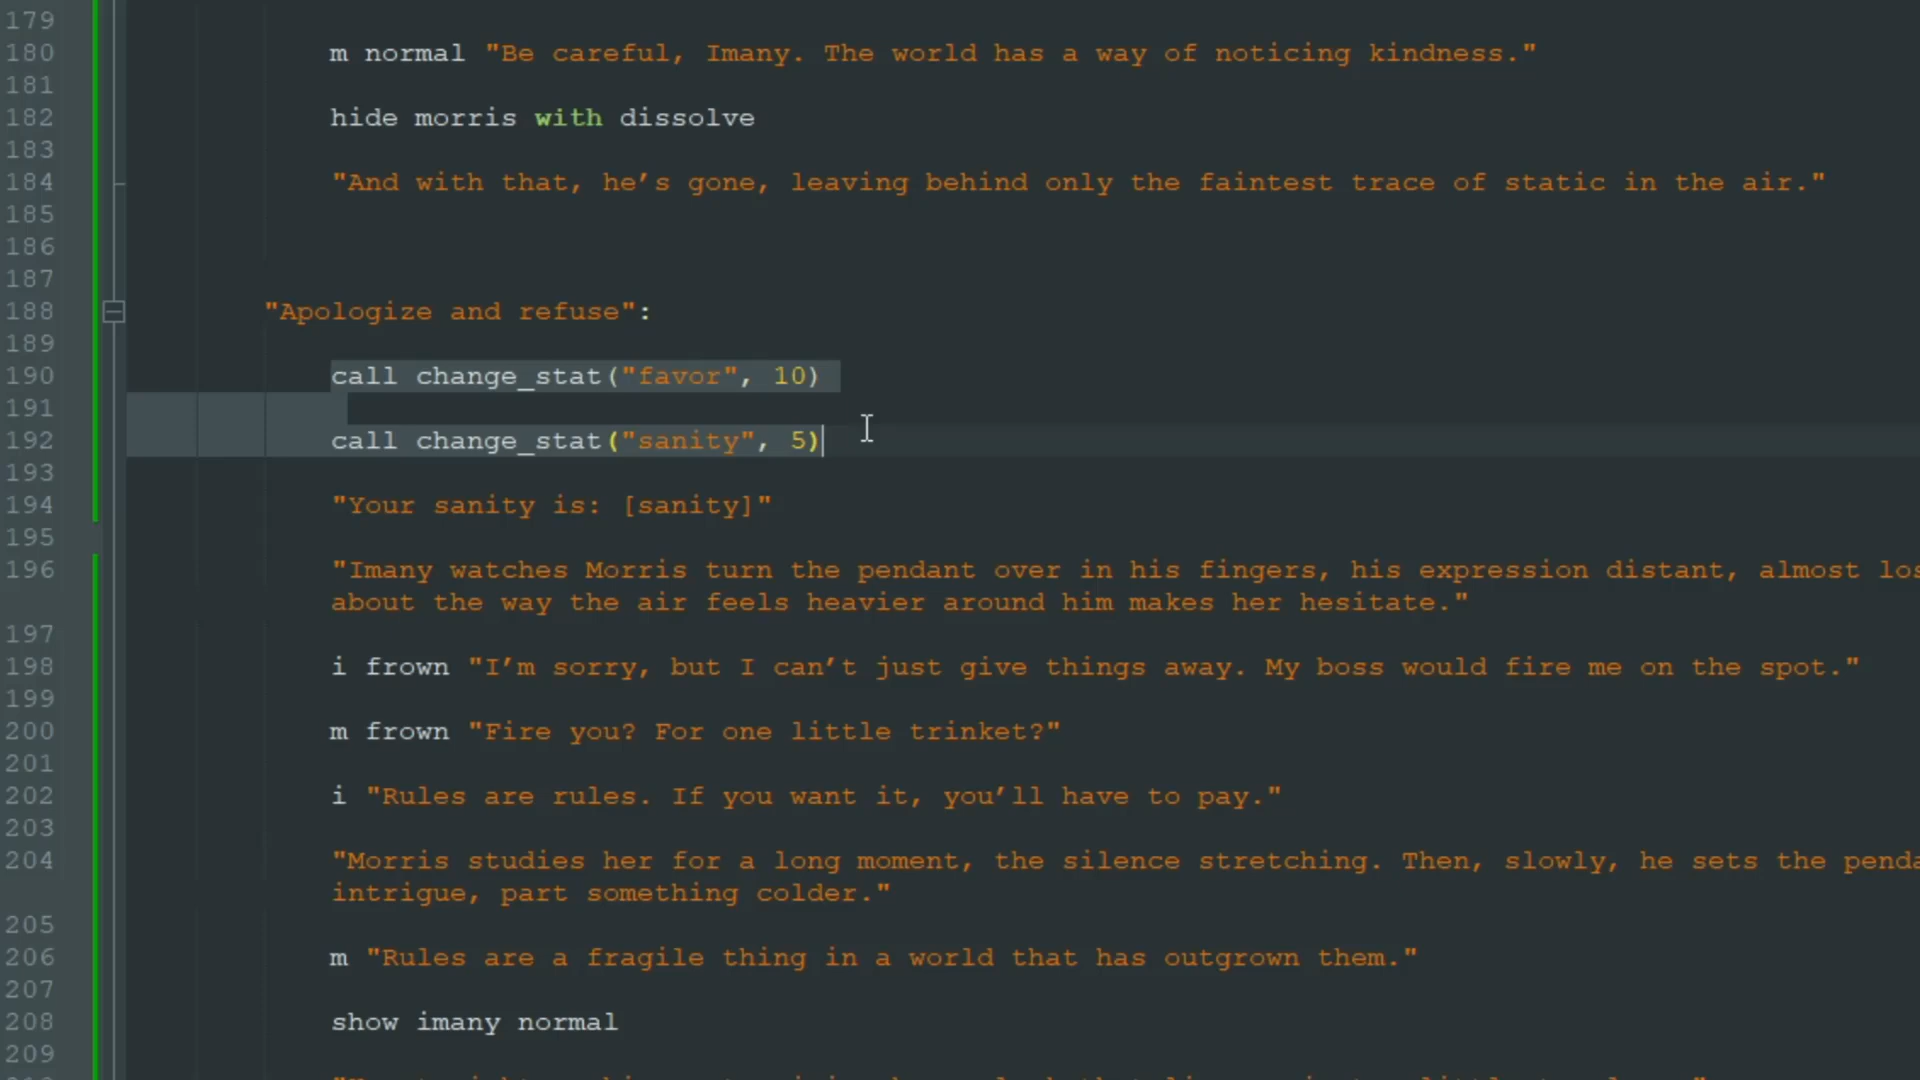 179
180 m normal "Be careful, Imany. The world has a way of noticing kindness."
181
182 hide morris with dissolve
183
184 "And with that, he’s gone, leaving behind only the faintest trace of static in the air."
185
186
187
188 "Apologize and refuse":
189
190 call change_stat("favor", 10)
191
192 call change_stat("sanity", 5)
193
194 "Your sanity is: [sanity]"
195
196 "Imany watches Morris turn the pendant over in his fingers, his expression distant, almost
about the way the air feels heavier around him makes her hesitate."
197
198 i frown "I’m sorry, but I can’t just give things away. My boss would fire me on the spot."
199
200 m frown "Fire you? For one little trinket?"
201
202 i "Rules are rules. If you want it, you’ll have to pay."
203
204 "Morris studies her for a long moment, the silence stretching. Then, slowly, he sets the
intrigue, part something colder."
205
206 m "Rules are a fragile thing in a world that has outgrown them."
207
208 show imany normal
209